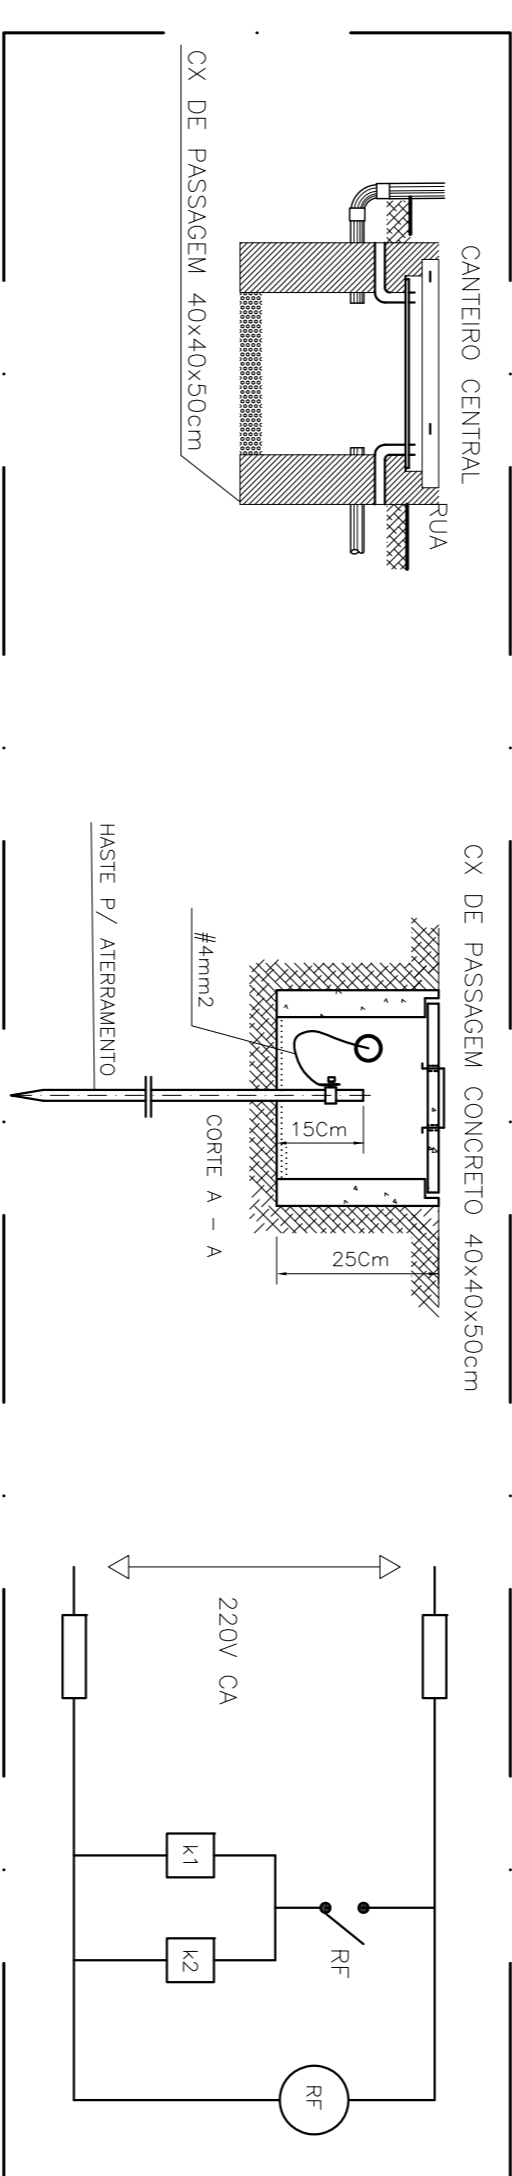 CANTEIRO CENTRAL
RUA
CX DE PASSAGEM 40x40x50cm
CX DE PASSAGEM CONCRETO 40x40x50cm
25Cm
15Cm
CORTE A - A
#4mm2
HASTE P/ ATERRAMENTO
220V CA
RF
k1
k2
RF